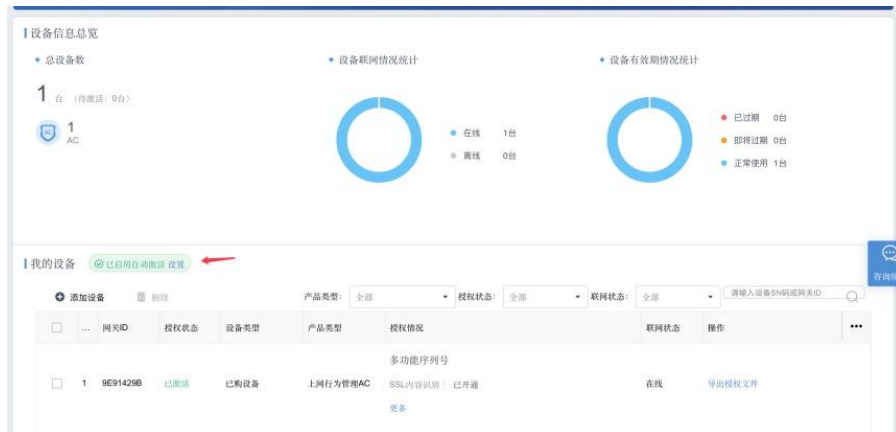 设备信息总览
总设备数
1 台 (待激活: 0台)
AC 1
AC
设备联网情况统计
在线 1台
离线 0台
设备有效期情况统计
已过期 0台
即将过期 0台
正常使用 1台
我的设备 已启用自动激活 设置
咨询
添加设备 删除 产品类型: 全部 授权状态: 全部 联网状态: 全部 请输入设备SN码或网关ID
... 网关ID 授权状态 设备类型 产品类型 授权情况 联网状态 操作 •••
多功能序列号
1 9E91429B 已激活 已购设备 上网行为管理AC SSL内容识别: 已开通 在线 导出授权文件
更多